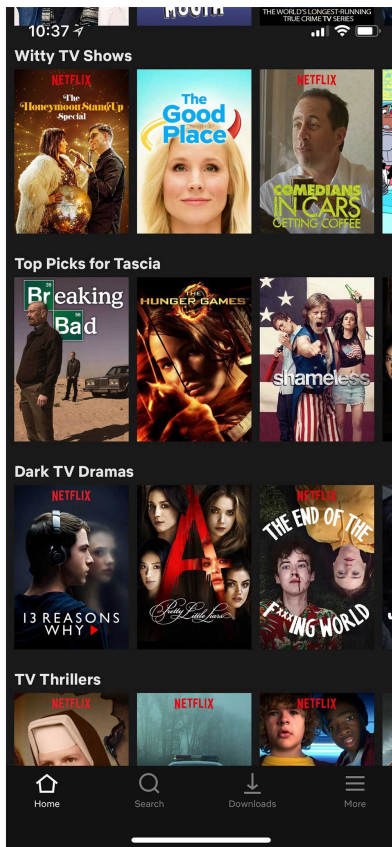 MOUTH
THE WORLD'S LONGEST-RUNNING
TRUE CRIME TV SERIES
10:37
Witty TV Shows
NETFLIX
The
Honeymoon Stand Up
Special
The
Good
Place
NETFLIX
COMEDIANS
IN CARS
GETTING COFFEE
Top Picks for Tascia
Breaking
Bad
THE
HUNGER GAMES
shameless
Dark TV Dramas
NETFLIX
13 REASONS
WHY
A
Pretty Little Liars
NETFLIX
THE END OF THE
F***ING WORLD
TV Thrillers
NETFLIX
NETFLIX
NETFLIX
Home
Search
Downloads
More